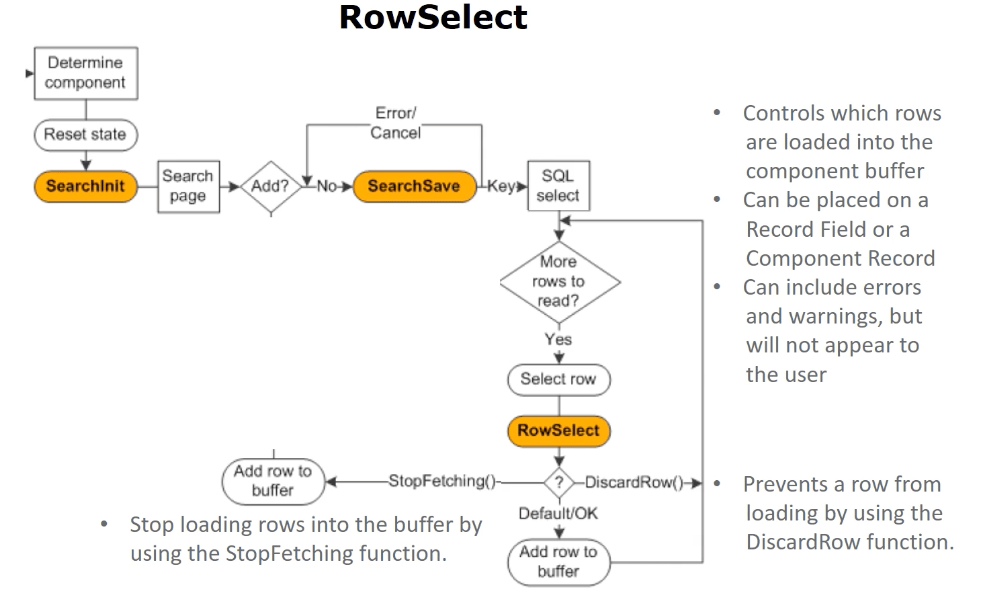 RowSelect
Determine
component
Reset state
SearchInit
Search
page
Add?
No
Error/
Cancel
SearchSave
Key
SQL
select
More
rows to
read?
Yes
Select row
RowSelect
?
StopFetching()
Add row to
buffer
DiscardRow()
Default/OK
Add row to
buffer
• Controls which rows
are loaded into the
component buffer
• Can be placed on a
Record Field or a
Component Record
• Can include errors
and warnings, but
will not appear to
the user
• Prevents a row from
loading by using the
DiscardRow function.
• Stop loading rows into the buffer by
using the StopFetching function.